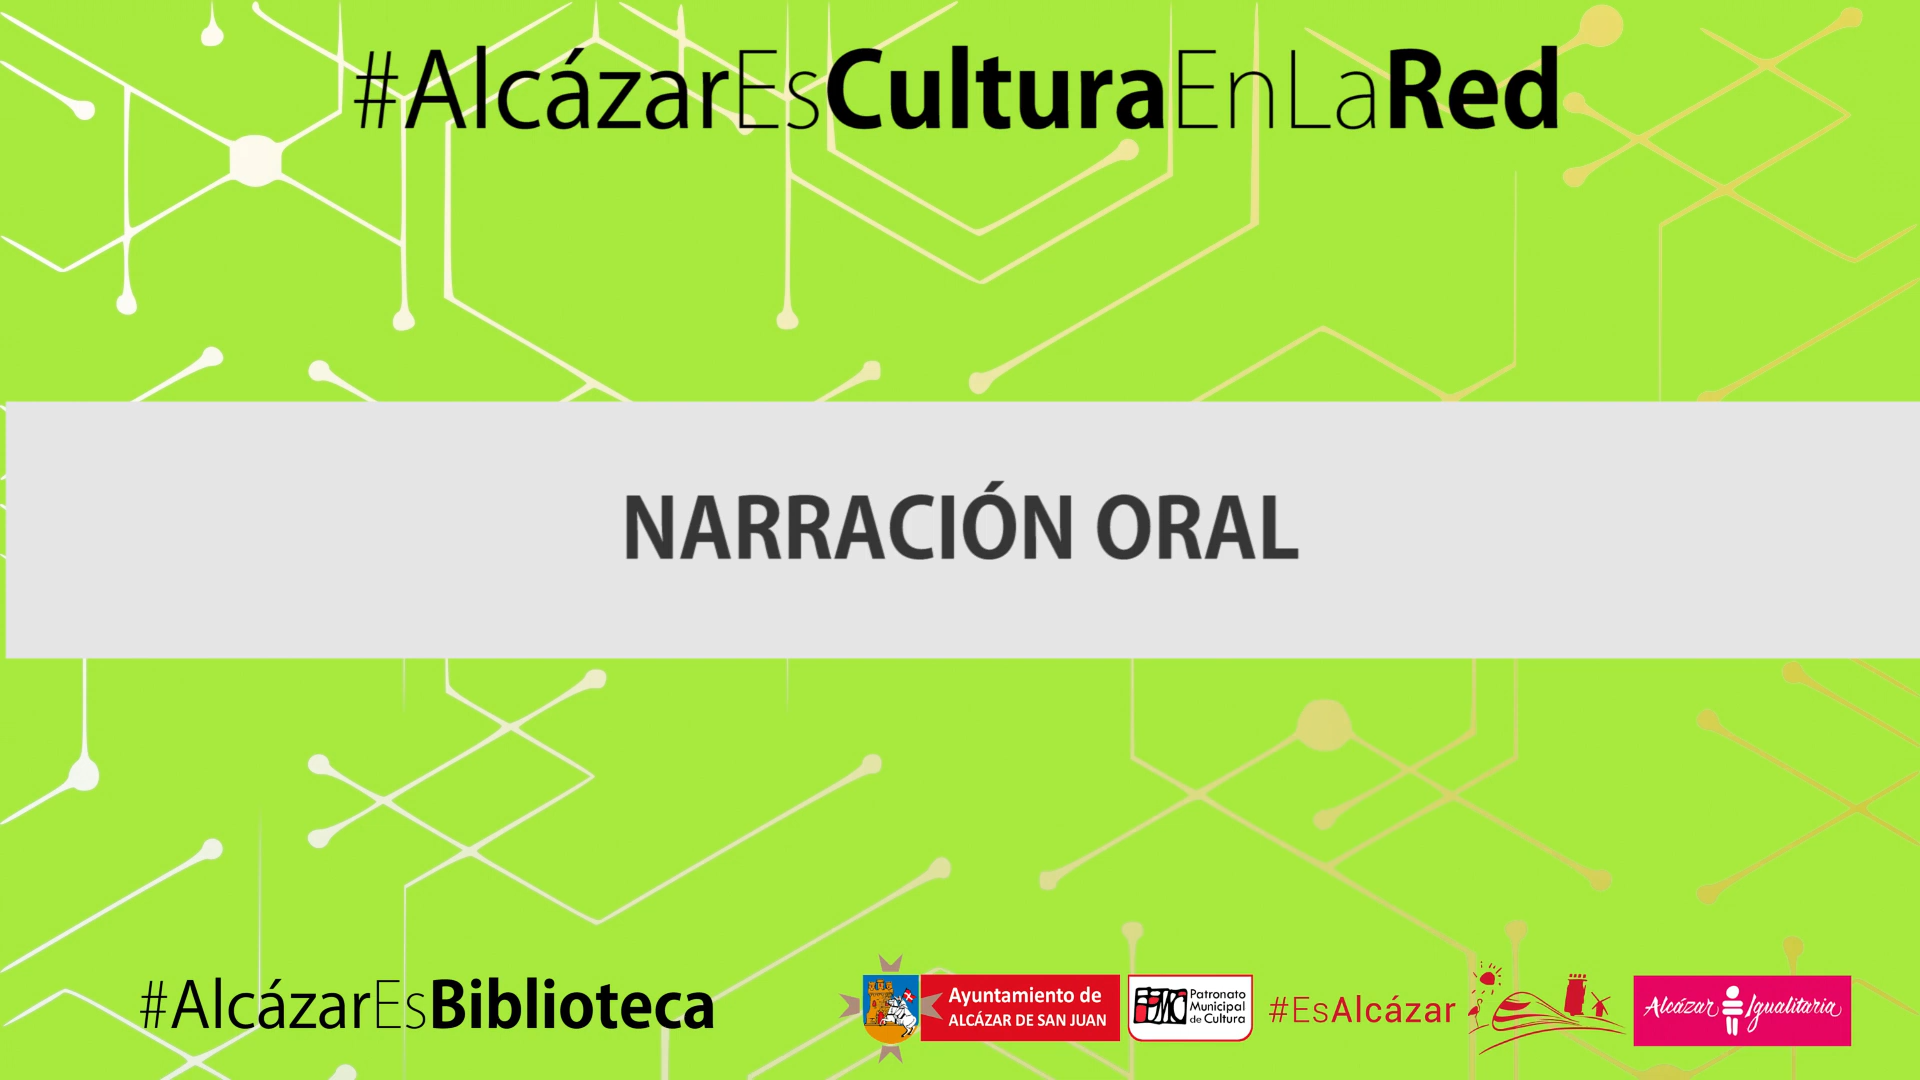 #AlcázarEsCulturaEnLaRed
NARRACIÓN ORAL
#AlcázarEsBiblioteca
Ayuntamiento de
ALCÁZAR DE SAN JUAN
Patronato
Municipal
de Cultura
#EsAlcázar
Alcázar Igualitaria